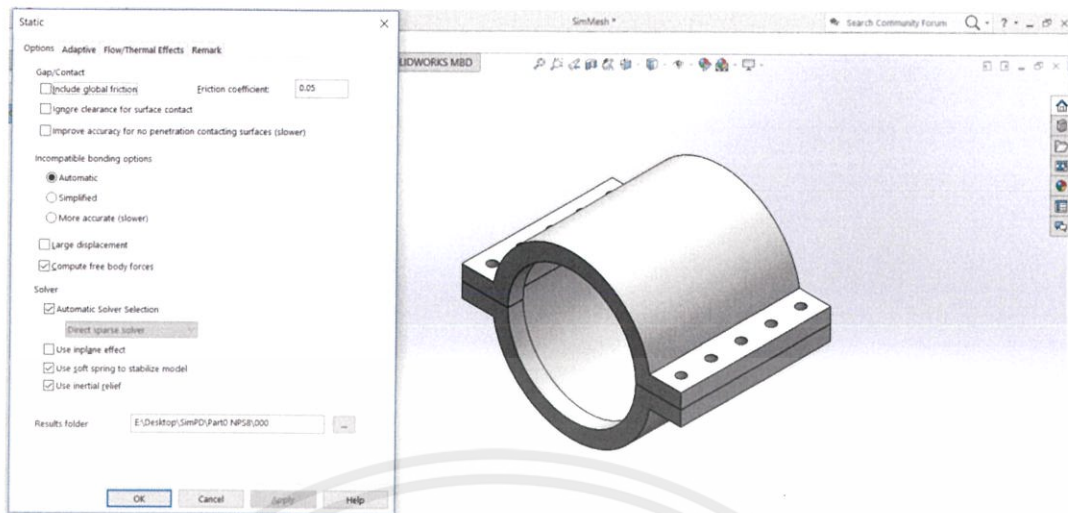 Static
SimMesh *
Search Community Forum
?
Options Adaptive Flow/Thermal Effects Remark
LIDWORKS MBD
Gap/Contact
Include global friction Friction coefficient: 0.05
Ignore clearance for surface contact
Improve accuracy for no penetration contacting surfaces (slower)
Incompatible bonding options
Automatic
Simplified
More accurate (slower)
Large displacement
Compute free body forces
Solver
Automatic Solver Selection
Direct sparse solver
Use inplane effect
Use soft spring to stabilize model
Use inertial relief
Results folder E:\Desktop\SimPD\Part0 NPS8\000 ...
OK Cancel Apply Help